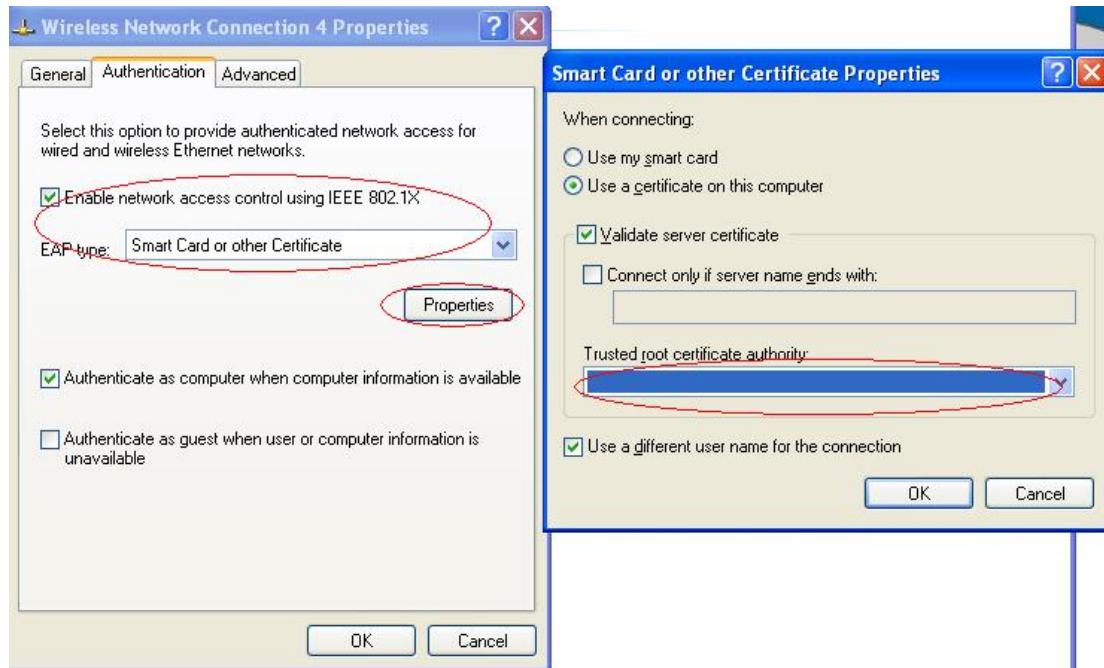 Wireless Network Connection 4 Properties
General Authentication Advanced
Select this option to provide authenticated network access for
wired and wireless Ethernet networks.
Enable network access control using IEEE 802.1X
EAP type: Smart Card or other Certificate
Properties
Authenticate as computer when computer information is available
Authenticate as guest when user or computer information is
unavailable
OK Cancel
Smart Card or other Certificate Properties
When connecting:
Use my smart card
Use a certificate on this computer
Validate server certificate
Connect only if server name ends with:
Trusted root certificate authority:
Use a different user name for the connection
OK Cancel